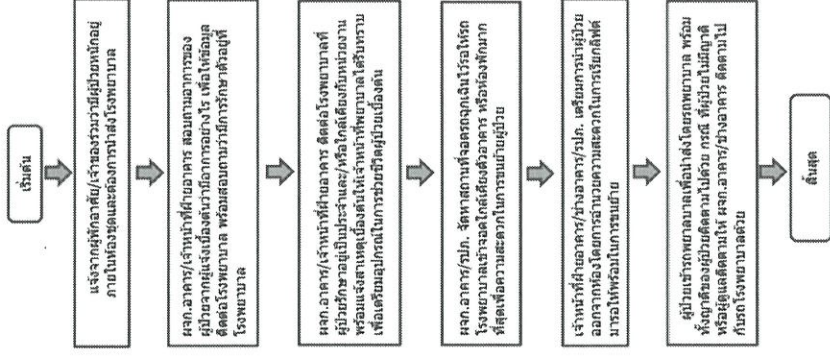 เริ่มต้น
แจ้งจากผู้พักอาศัย/เจ้าของร่วมว่ามีผู้ป่วยหนักอยู่
ภายในห้องชุดและต้องการนำส่งโรงพยาบาล
ผจก.อาคาร/เจ้าหน้าที่ฝ่ายอาคาร สอบถามอาการของ
ผู้ป่วยจากผู้แจ้งเบื้องต้นว่ามีอาการอย่างไร เพื่อให้ข้อมูล
ติดต่อโรงพยาบาล พร้อมสอบถามว่ามีการรักษาตัวอยู่ที่
โรงพยาบาล
ผจก.อาคาร/เจ้าหน้าที่ฝ่ายอาคาร ติดต่อโรงพยาบาลที่
ผู้ป่วยรักษาอยู่เป็นประจำและ/หรือใกล้เคียงกับหน่วยงาน
พร้อมแจ้งสาเหตุเบื้องต้นให้เจ้าหน้าที่พยาบาลได้รับทราบ
เพื่อเตรียมอุปกรณ์ในการช่วยชีวิตผู้ป่วยเบื้องต้น
ผจก.อาคาร/รปภ. จัดหาสถานที่จอดรถฉุกเฉินไว้รอให้รถ
โรงพยาบาลเข้าจอดใกล้เคียงตัวอาคาร หรือห้องพักมาก
ที่สุดเพื่อความสะดวกในการขนย้ายผู้ป่วย
เจ้าหน้าที่ฝ่ายอาคาร/ช่างอาคาร/รปภ. เตรียมการนำผู้ป่วย
ออกจากห้องโดยการอำนวยความสะดวกในการเรียกลิฟต์
มารอให้พร้อมในการขนย้าย
ผู้ป่วยเข้ารถพยาบาลเพื่อนำส่งโดยรถพยาบาล พร้อม
ทั้งญาติของผู้ป่วยติดตามไปด้วย กรณี ที่ผู้ป่วยไม่มีญาติ
หรือผู้ดูแลติดตามให้ ผจก.อาคาร/ช่างอาคาร ติดตามไป
กับรถโรงพยาบาลด้วย
สิ้นสุด